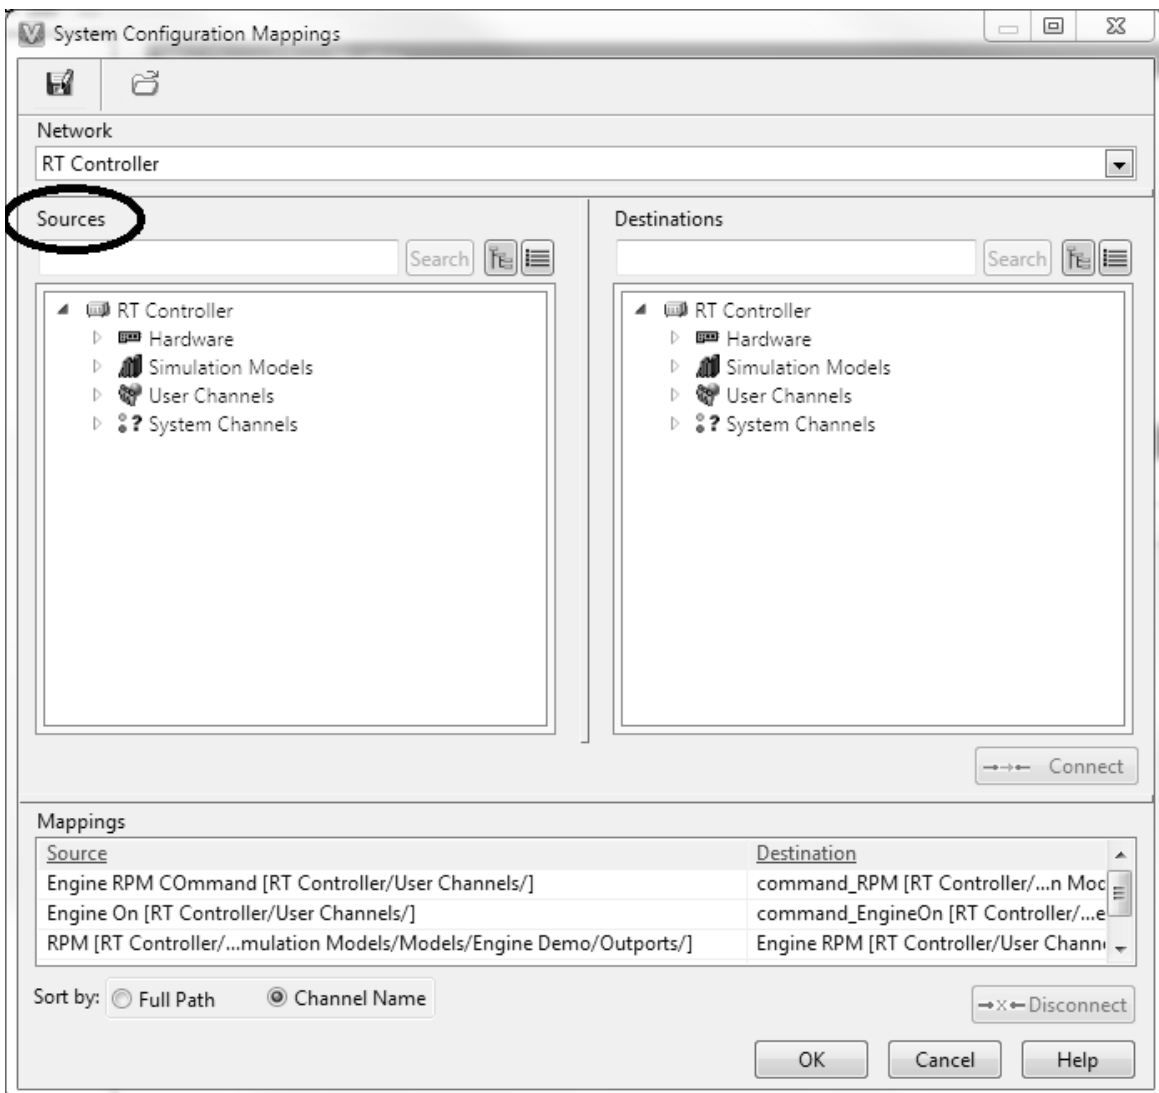 System Configuration Mappings
Network
RT Controller
Sources
Search
RT Controller
Hardware
Simulation Models
User Channels
? System Channels
Destinations
Search
RT Controller
Hardware
Simulation Models
User Channels
? System Channels
Connect
Mappings
Source Destination
Engine RPM COmmand [RT Controller/User Channels/] command_RPM [RT Controller/...n Moc
Engine On [RT Controller/User Channels/] command_EngineOn [RT Controller/...e
RPM [RT Controller/...mulation Models/Models/Engine Demo/Outports/] Engine RPM [RT Controller/User Chann
Sort by: Full Path Channel Name
Disconnect
OK Cancel Help